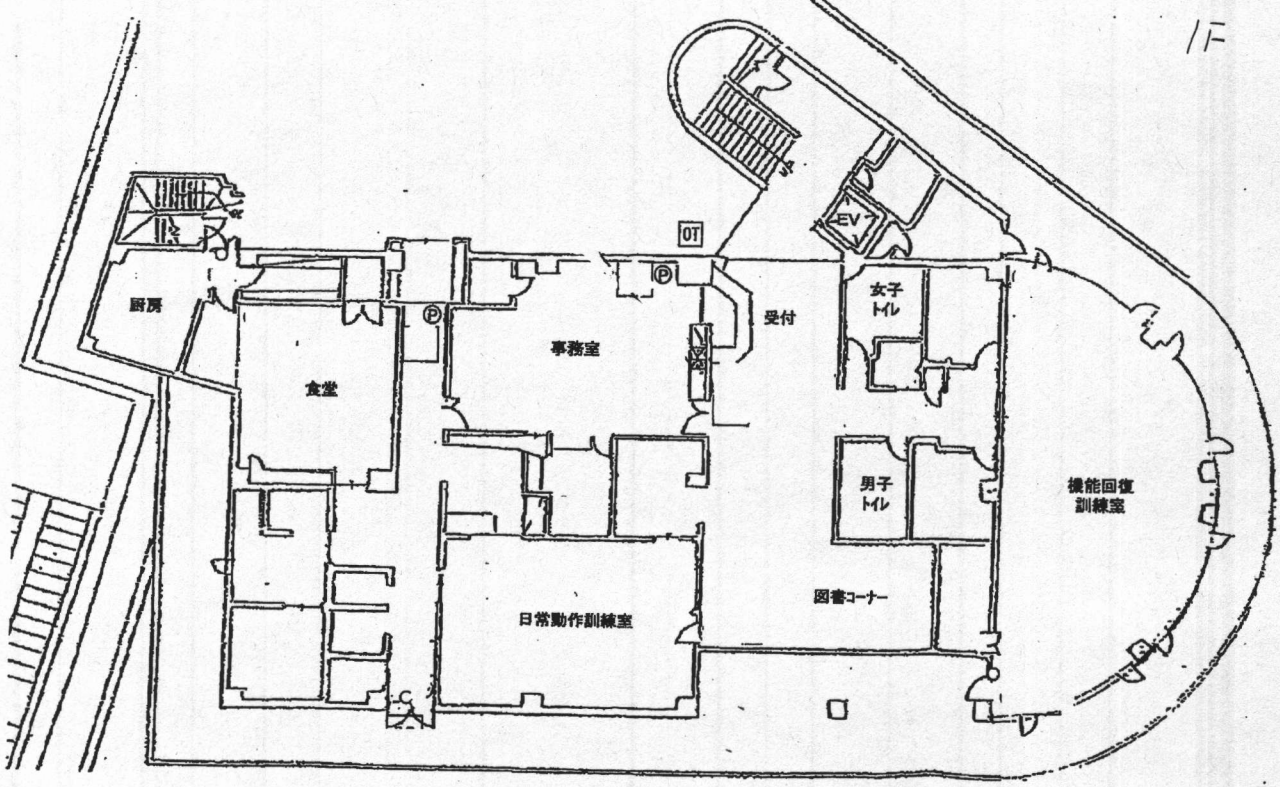 1F
EV
OT
女子
トイレ
P
厨房
P
受付
事務室
食堂
男子
トイレ
機能回復
訓練室
図書コーナー
日常動作訓練室